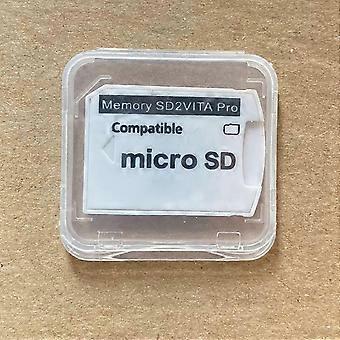 Memory SD2VITA Pro
Compatible
micro SD